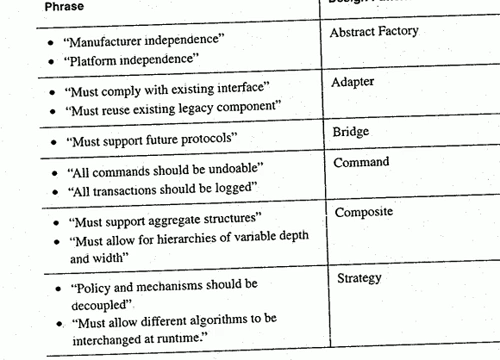 Phrase
• “Manufacturer independence” Abstract Factory
• “Platform independence”
• “Must comply with existing interface” Adapter
• “Must reuse existing legacy component”
• “Must support future protocols” Bridge
• “All commands should be undoable” Command
• “All transactions should be logged”
• “Must support aggregate structures” Composite
• “Must allow for hierarchies of variable depth
and width”
• “Policy and mechanisms should be Strategy
decoupled”
• “Must allow different algorithms to be
interchanged at runtime.”